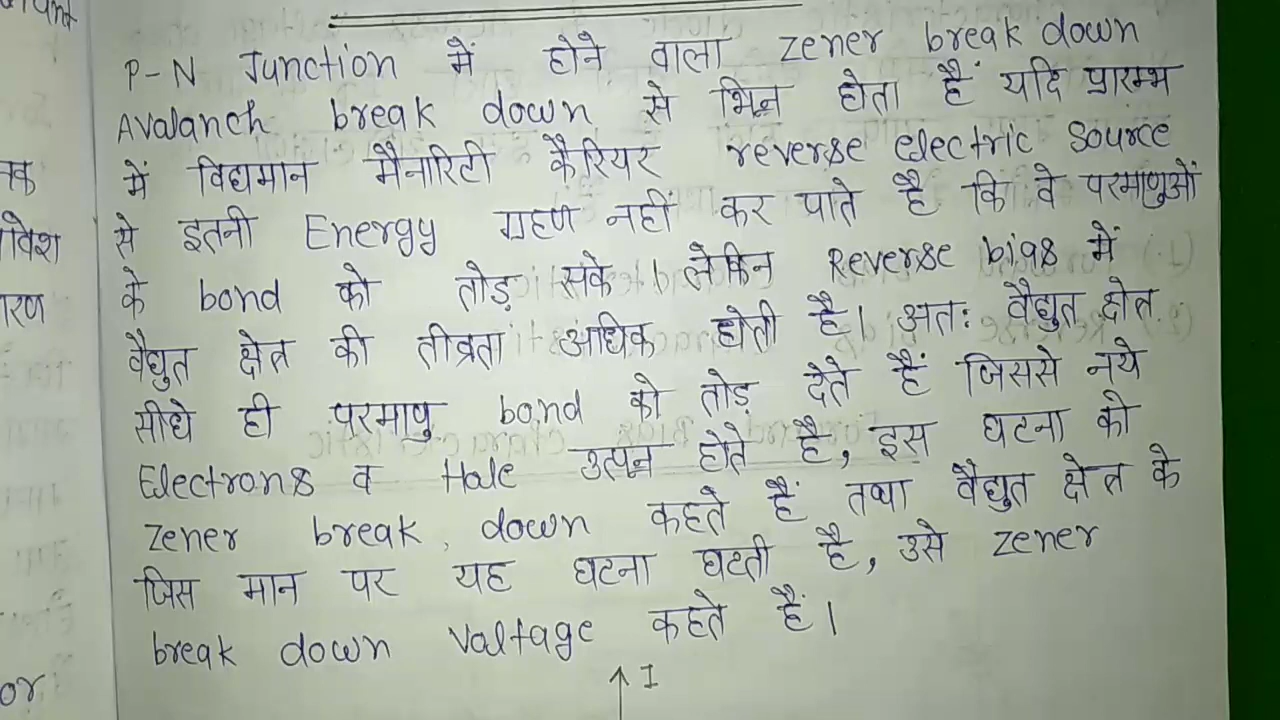 P-N Junction में होने वाला Zener break down
Avalanch break down से भिन्न होता है यदि प्रारम्भ
में विद्यमान मैनारिटी कैरियर reverse electric source
से इतनी Energy ग्रहण नहीं कर पाते है कि वे परमाणुओं
के bond को तोड़ सके । लेकिन Reverse bias में
वैद्युत क्षेत्र की तीव्रता अधिक होती है। अतः वैद्युत क्षेत्र
सीधे ही परमाणु bond को तोड़ देते हैं जिससे नये
Electrons व Hole उत्पन्न होते है, इस घटना को
Zener break down कहते हैं तथा वैद्युत क्षेत्र के
जिस मान पर यह घटना घटती है, उसे Zener
break down Voltage कहते हैं।
I